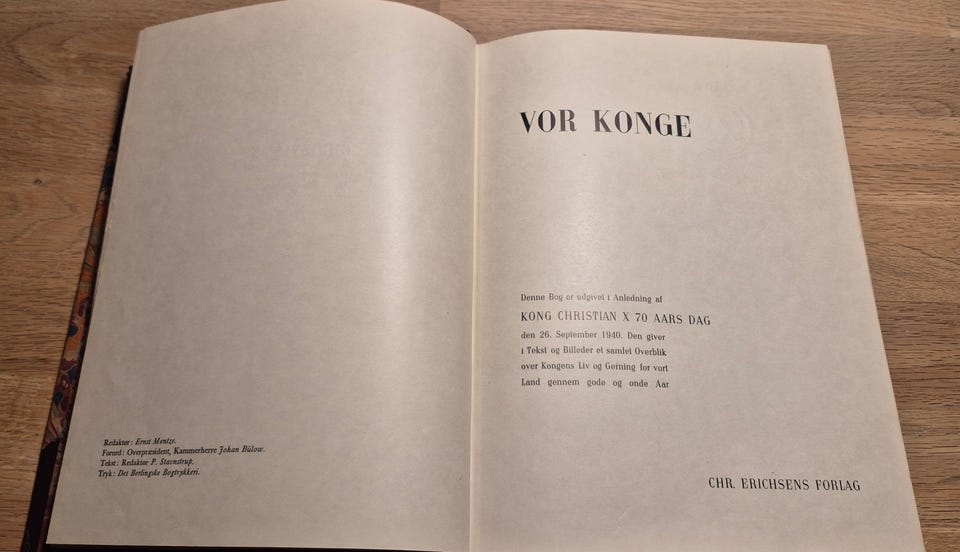 Redaktør: Ernst Mentze.
Forord: Overpræsident, Kammerherre Johan Bülow.
Tekst: Redaktør P. Stavnstrup.
Tryk: Det Berlingske Bogtrykkeri.
VOR KONGE
Denne Bog er udgivet i Anledning af
KONG CHRISTIAN X 70 AARS DAG
den 26. September 1940. Den giver
i Tekst og Billeder et samlet Overblik
over Kongens Liv og Gerning for vort
Land gennem gode og onde Aar
CHR. ERICHSENS FORLAG